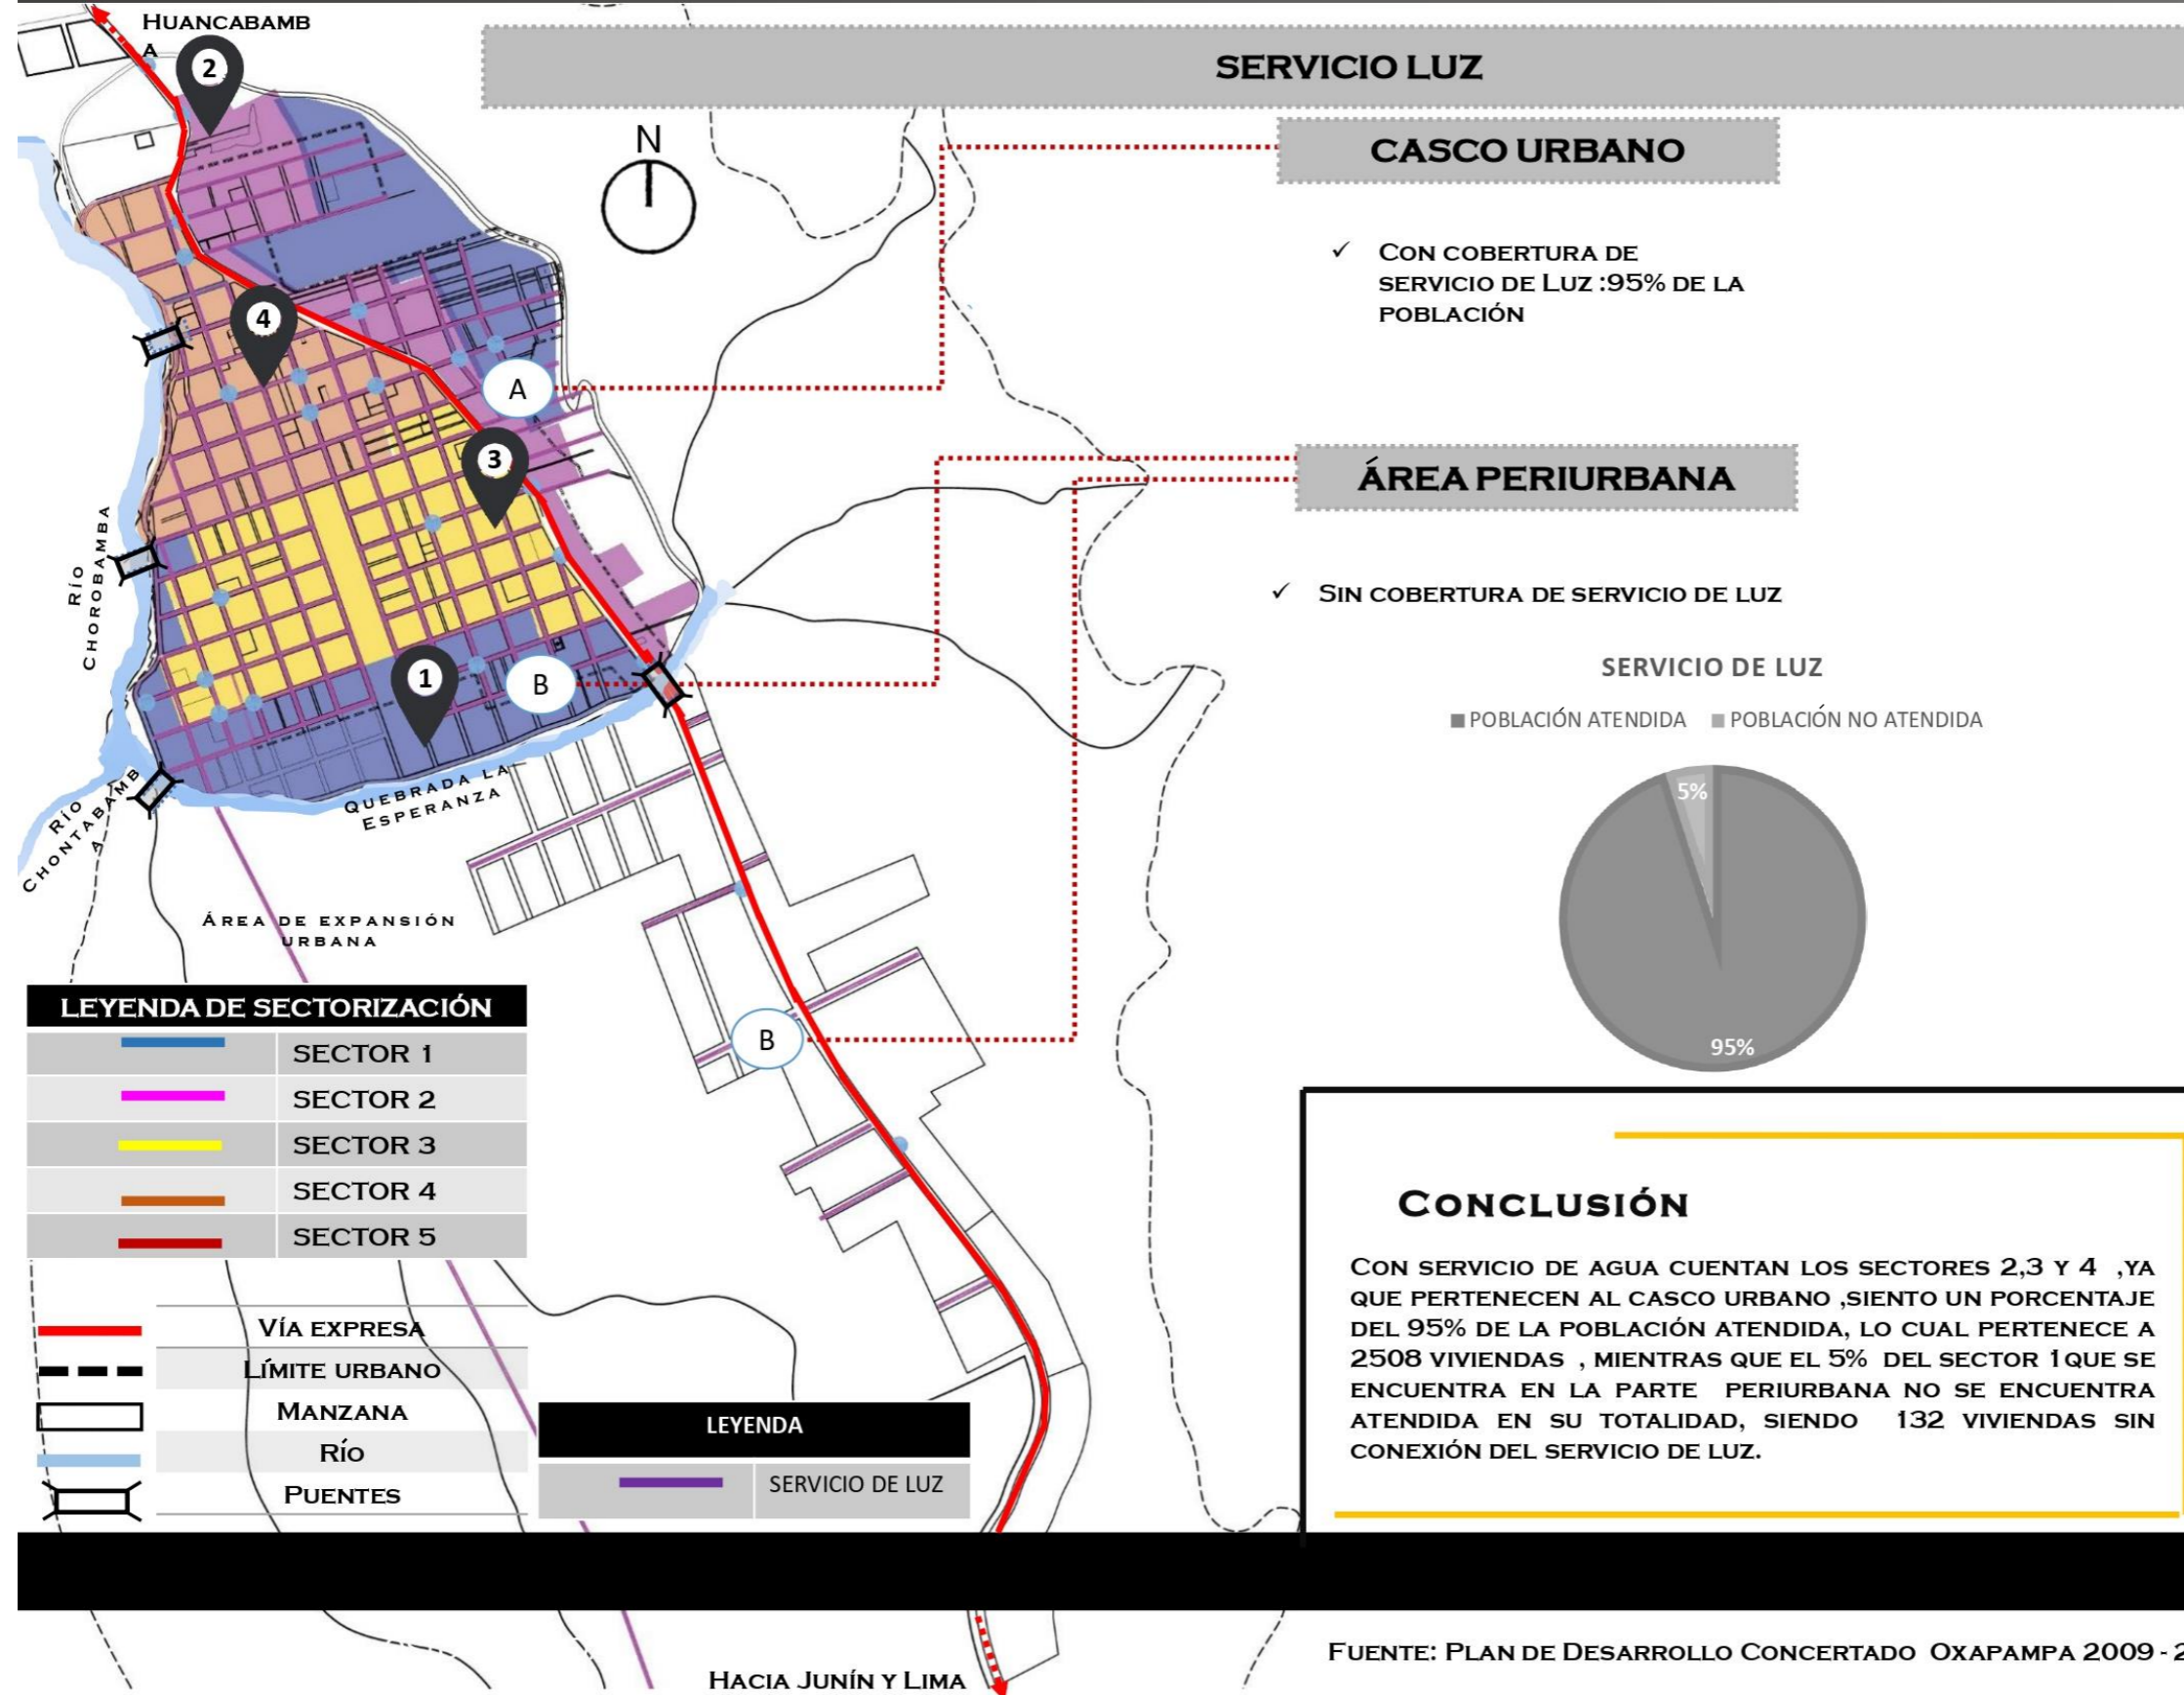 HUANCABAMB
A
2
SERVICIO LUZ
N
CASCO URBANO
✓ CON COBERTURA DE
SERVICIO DE LUZ :95% DE LA
POBLACIÓN
4
A
3
ÁREA PERIURBANA
RÍO
CHOROBAMBA
✓ SIN COBERTURA DE SERVICIO DE LUZ
1
B
SERVICIO DE LUZ
POBLACIÓN ATENDIDA
POBLACIÓN NO ATENDIDA
5%
95%
QUEBRADA LA
ESPERANZA
RÍO
CHONTABAMB
A
ÁREA DE EXPANSIÓN
URBANA
B
LEYENDA DE SECTORIZACIÓN
SECTOR 1
SECTOR 2
SECTOR 3
SECTOR 4
SECTOR 5
VÍA EXPRESA
LÍMITE URBANO
MANZANA
RÍO
PUENTES
LEYENDA
SERVICIO DE LUZ
CONCLUSIÓN
CON SERVICIO DE AGUA CUENTAN LOS SECTORES 2,3 Y 4 ,YA
QUE PERTENECEN AL CASCO URBANO ,SIENTO UN PORCENTAJE
DEL 95% DE LA POBLACIÓN ATENDIDA, LO CUAL PERTENECE A
2508 VIVIENDAS , MIENTRAS QUE EL 5% DEL SECTOR 1 QUE SE
ENCUENTRA EN LA PARTE PERIURBANA NO SE ENCUENTRA
ATENDIDA EN SU TOTALIDAD, SIENDO 132 VIVIENDAS SIN
CONEXIÓN DEL SERVICIO DE LUZ.
FUENTE: PLAN DE DESARROLLO CONCERTADO OXAPAMPA 2009 - 2
HACIA JUNÍN Y LIMA